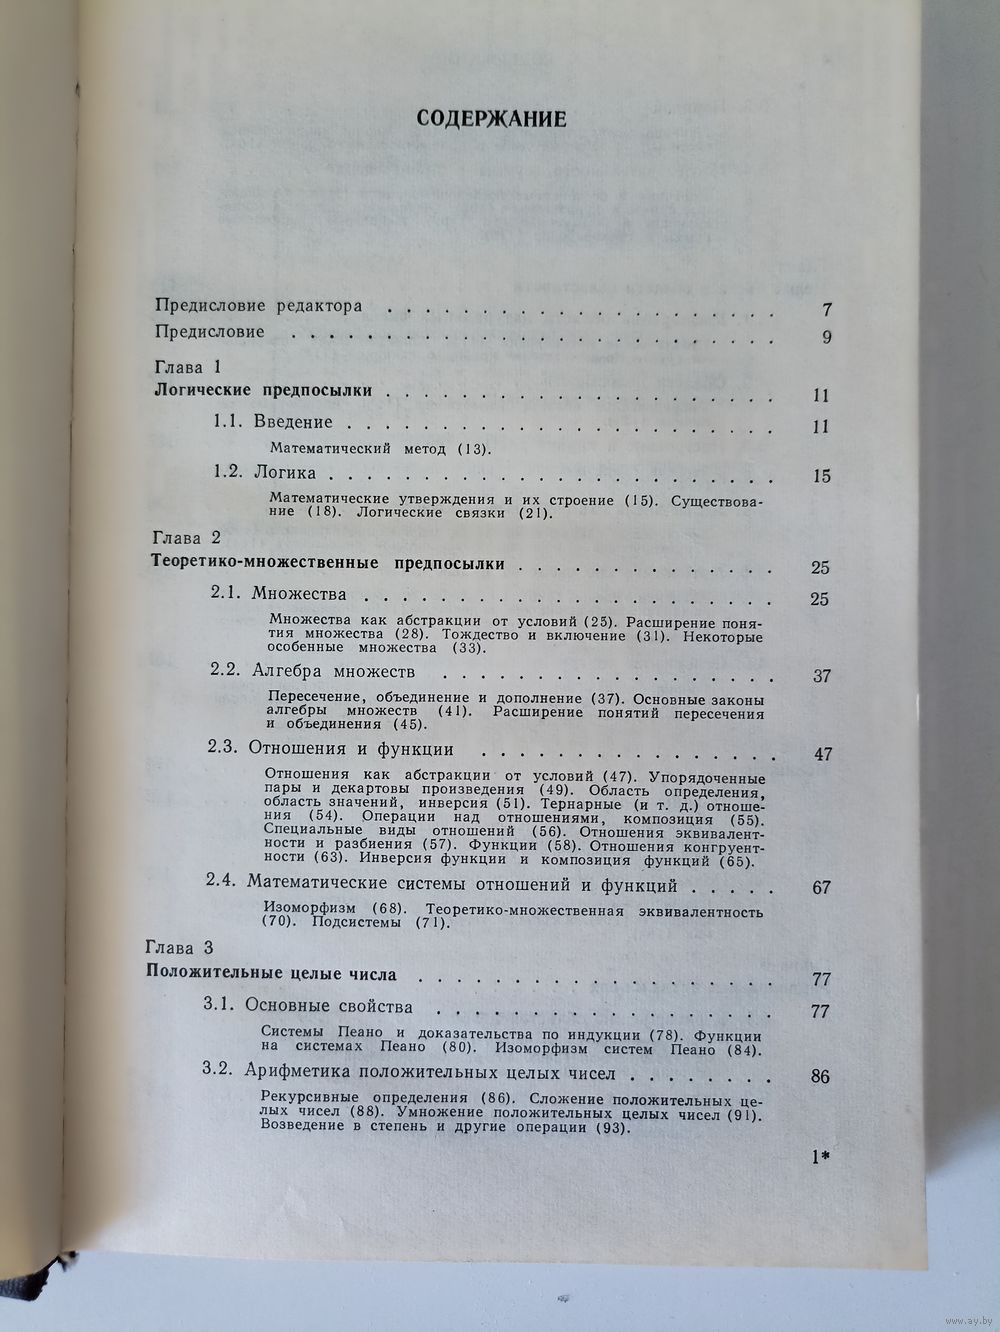 СОДЕРЖАНИЕ
Предисловие редактора . . . . . . . . . . . . . . . . . . . . . 7
Предисловие . . . . . . . . . . . . . . . . . . . . . . . . . . 9
Глава 1
Логические предпосылки . . . . . . . . . . . . . . . . . . . . . 11
1.1. Введение . . . . . . . . . . . . . . . . . . . . . . . 11
Математический метод (13).
1.2. Логика . . . . . . . . . . . . . . . . . . . . . . . . 15
Математические утверждения и их строение (15). Существова-
ние (18). Логические связки (21).
Глава 2
Теоретико-множественные предпосылки . . . . . . . . . . . . . . 25
2.1. Множества . . . . . . . . . . . . . . . . . . . . . . 25
Множества как абстракции от условий (25). Расширение поня-
тия множества (28). Тождество и включение (31). Некоторые
особенные множества (33).
2.2. Алгебра множеств . . . . . . . . . . . . . . . . . . 37
Пересечение, объединение и дополнение (37). Основные законы
алгебры множеств (41). Расширение понятий пересечения
и объединения (45).
2.3. Отношения и функции . . . . . . . . . . . . . . . . 47
Отношения как абстракции от условий (47). Упорядоченные
пары и декартовы произведения (49). Область определения,
область значений, инверсия (51). Тернарные (и т. д.) отноше-
ния (54). Операции над отношениями, композиция (55).
Специальные виды отношений (56). Отношения эквивалент-
ности и разбиения (57). Функции (58). Отношения конгруент-
ности (63). Инверсия функции и композиция функций (65).
2.4. Математические системы отношений и функций . . . . . 67
Изоморфизм (68). Теоретико-множественная эквивалентность
(70). Подсистемы (71).
Глава 3
Положительные целые числа . . . . . . . . . . . . . . . . . . . 77
3.1. Основные свойства . . . . . . . . . . . . . . . . . . 77
Системы Пеано и доказательства по индукции (78). Функции
на системах Пеано (80). Изоморфизм систем Пеано (84).
3.2. Арифметика положительных целых чисел . . . . . . . . 86
Рекурсивные определения (86). Сложение положительных це-
лых чисел (88). Умножение положительных целых чисел (91).
Возведение в степень и другие операции (93).
1*
www.ay.by